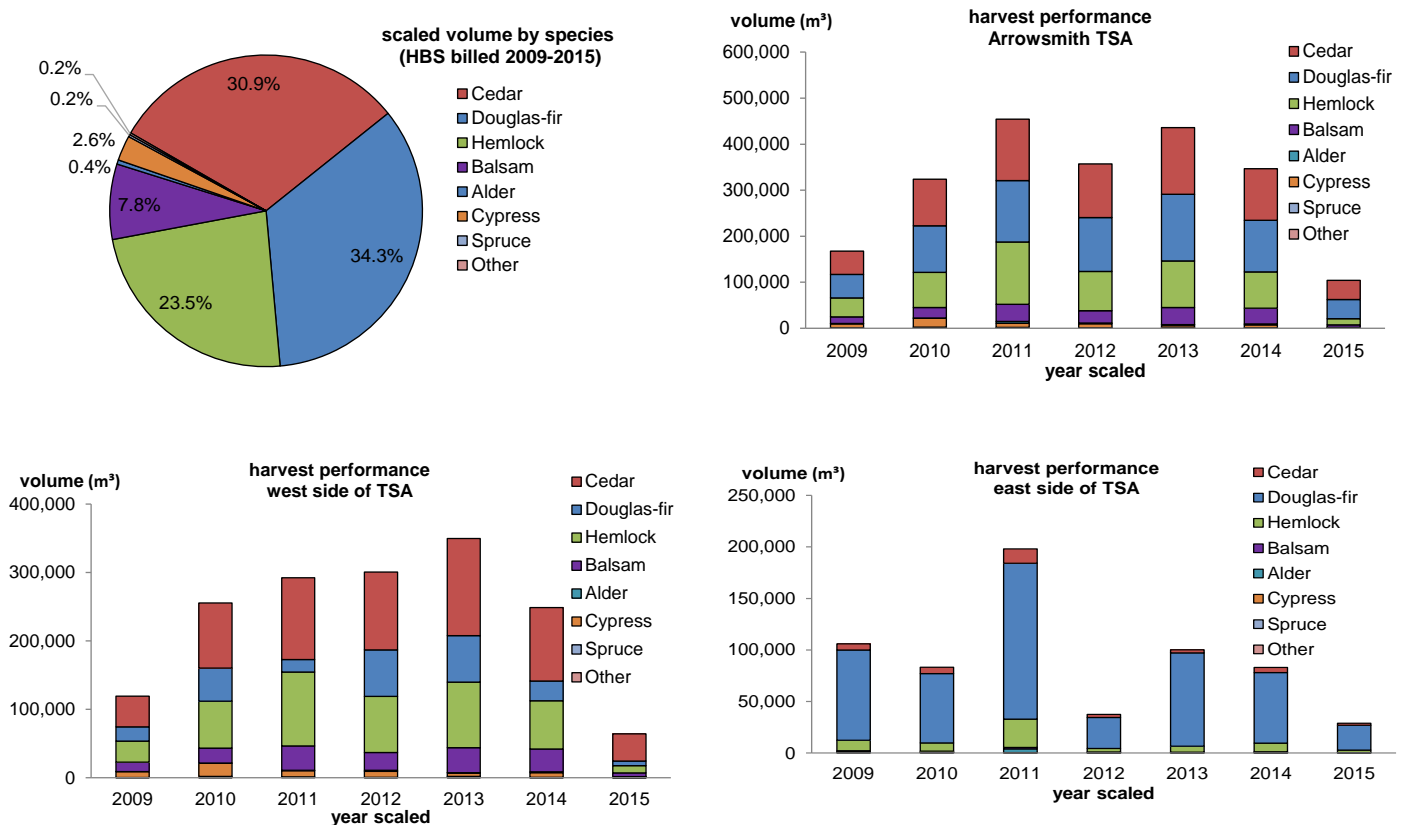 scaled volume by species
(HBS billed 2009-2015)
0.2%
0.2%
2.6%
0.4%
7.8%
30.9%
34.3%
23.5%
Cedar
Douglas-fir
Hemlock
Balsam
Alder
Cypress
Spruce
Other
volume (m³)
harvest performance
Arrowsmith TSA
600,000
500,000
400,000
300,000
200,000
100,000
0
2009 2010 2011 2012 2013 2014 2015
year scaled
Cedar
Douglas-fir
Hemlock
Balsam
Alder
Cypress
Spruce
Other
volume (m³)
harvest performance
west side of TSA
400,000
300,000
200,000
100,000
0
2009 2010 2011 2012 2013 2014 2015
year scaled
Cedar
Douglas-fir
Hemlock
Balsam
Alder
Cypress
Spruce
Other
volume (m³)
harvest performance
east side of TSA
250,000
200,000
150,000
100,000
50,000
0
2009 2010 2011 2012 2013 2014 2015
year scaled
Cedar
Douglas-fir
Hemlock
Balsam
Alder
Cypress
Spruce
Other